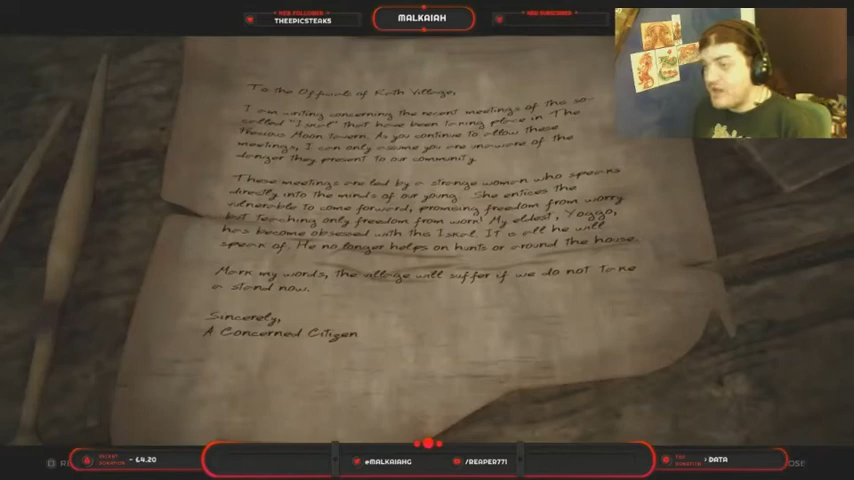 WEB FOLLOWER
THEEPICSTEAKS
MALKAIAH
NEW SUBSCRIBER
To the Officials of Rath Village,
I am writing concerning the recent meetings of the so-
called "Iskal" that have been taking place in The
Precious Moon tavern. As you continue to allow these
meetings, I can only assume you are unaware of the
danger they present to our community.
These meetings are led by a strange woman who speaks
directly into the minds of our young. She entices the
vulnerable to come forward, promising freedom from worry
but teaching only freedom from work! My eldest, Yoggo,
has become obsessed with this Iskal. It is all he will
speak of. He no longer helps on hunts or around the house.
Mark my words, the village will suffer if we do not take
a stand now.
Sincerely,
A Concerned Citizen
RECENT
DONATION
- £4.20
@MALKAIAHG
/REAPER771
TOP
DONATION
> DATA